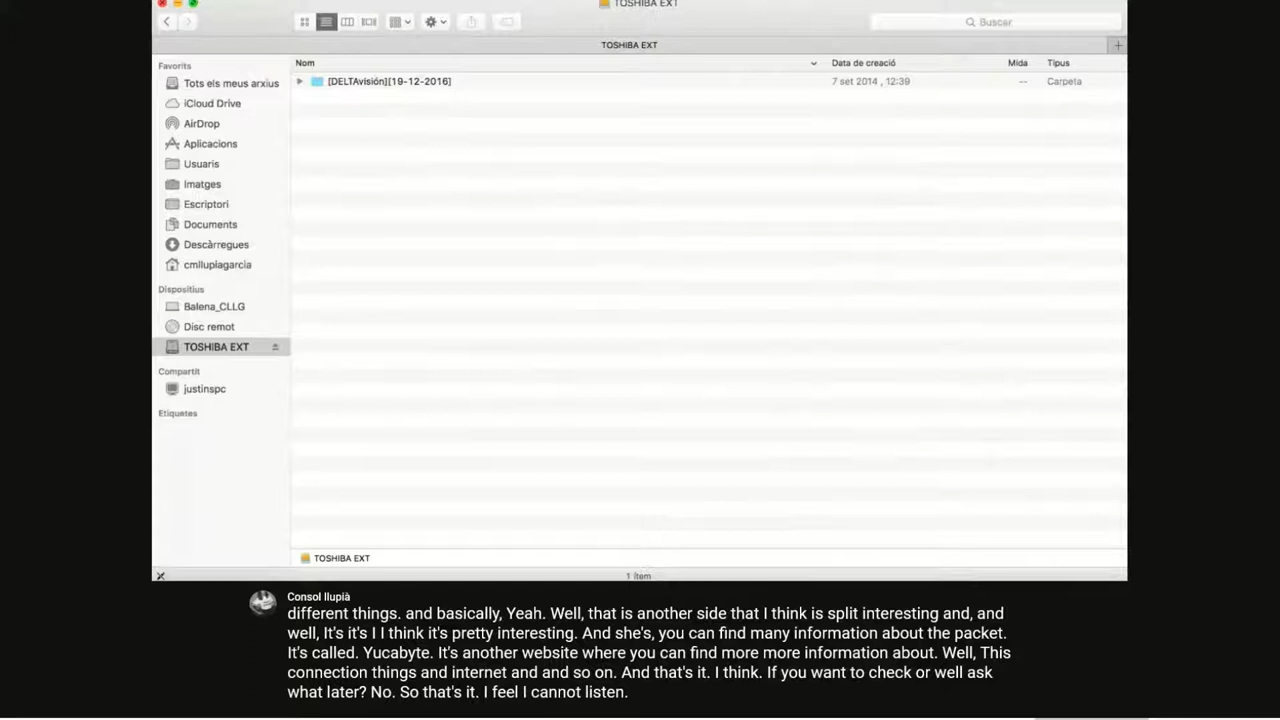 TOSHIBA EXT
Buscar
TOSHIBA EXT
Favorits
Tots els meus arxius
iCloud Drive
AirDrop
Aplicacions
Usuaris
Imatges
Escriptori
Documents
Descàrregues
cmllupiagarcia
Dispositius
Balena_CLLG
Disc remot
TOSHIBA EXT
Compartit
justinspc
Etiquetes
Nom Data de creació Mida Tipus
[DELTAvisión][19-12-2016] 7 set 2014 , 12:39 -- Carpeta
TOSHIBA EXT
1 ítem
Consol llupià
different things. and basically, Yeah. Well, that is another side that I think is split interesting and, and
well, It's it's I I think it's pretty interesting. And she's, you can find many information about the packet.
It's called. Yucabyte. It's another website where you can find more more information about. Well, This
connection things and internet and and so on. And that's it. I think. If you want to check or well ask
what later? No. So that's it. I feel I cannot listen.